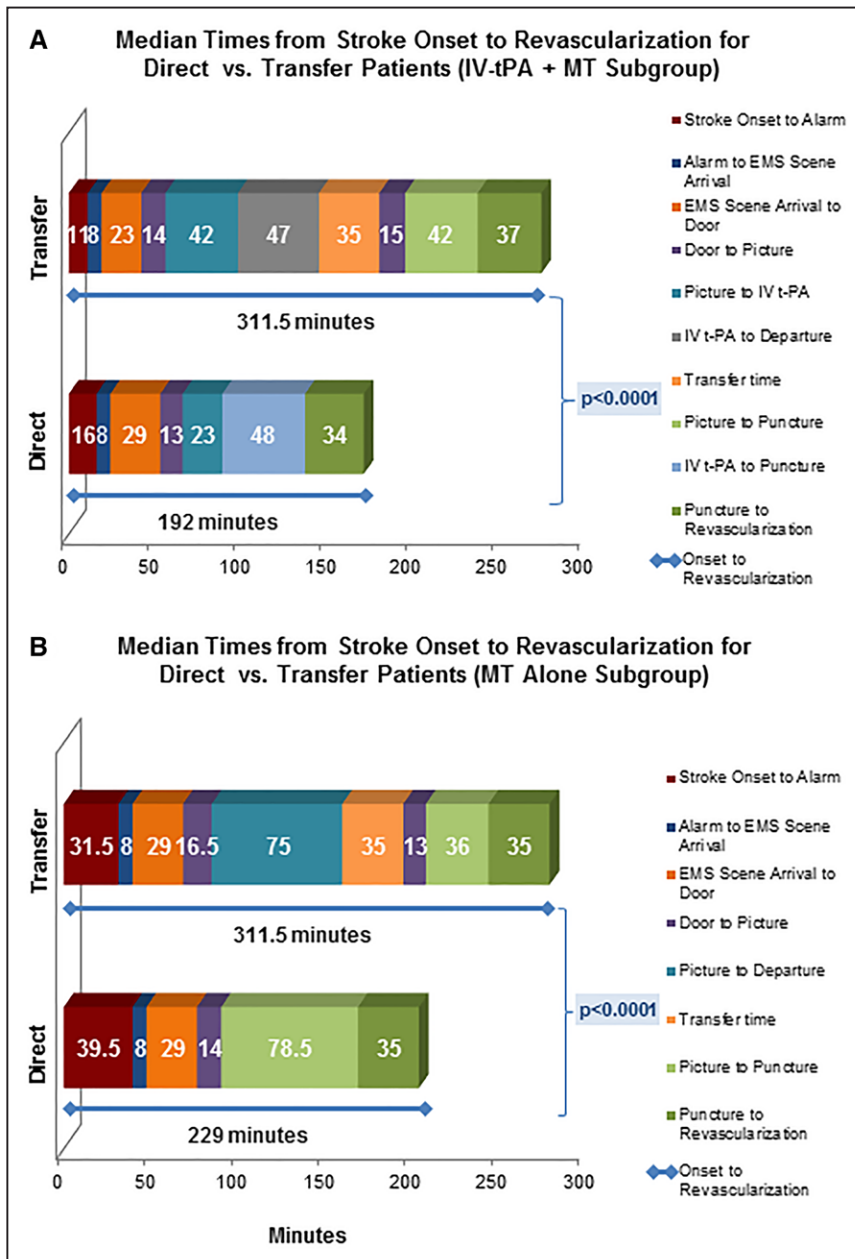 A
Median Times from Stroke Onset to Revascularization for
Direct vs. Transfer Patients (IV-tPA + MT Subgroup)
Transfer
11 8 23 14 42 47 35 15 42 37
311.5 minutes
Direct
16 8 29 13 23 48 34
192 minutes
p<0.0001
0 50 100 150 200 250 300
Stroke Onset to Alarm
Alarm to EMS Scene
Arrival
EMS Scene Arrival to
Door
Door to Picture
Picture to IV t-PA
IV t-PA to Departure
Transfer time
Picture to Puncture
IV t-PA to Puncture
Puncture to
Revascularization
Onset to
Revascularization
B
Median Times from Stroke Onset to Revascularization for
Direct vs. Transfer Patients (MT Alone Subgroup)
Transfer
31.5 8 29 16.5 75 35 13 36 35
311.5 minutes
Direct
39.5 8 29 14 78.5 35
229 minutes
p<0.0001
0 50 100 150 200 250 300
Minutes
Stroke Onset to Alarm
Alarm to EMS Scene
Arrival
EMS Scene Arrival to
Door
Door to Picture
Picture to Departure
Transfer time
Picture to Puncture
Puncture to
Revascularization
Onset to
Revascularization